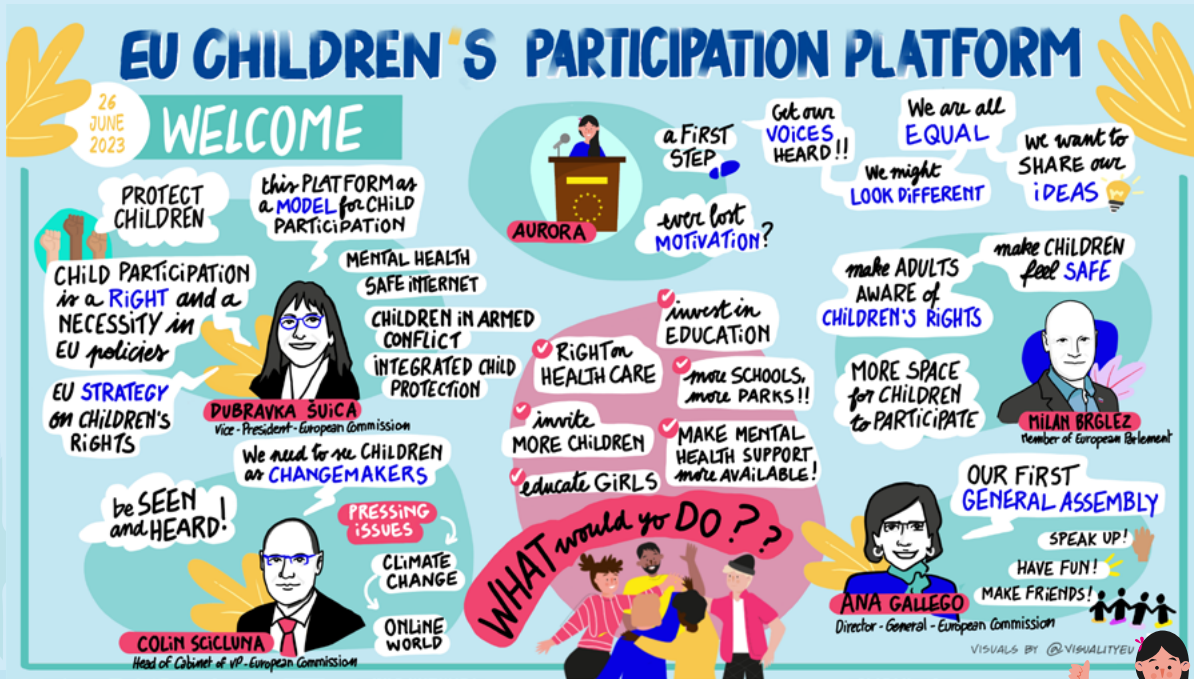 EU CHILDREN'S PARTICIPATION PLATFORM
26
JUNE
2023
WELCOME
PROTECT
CHILDREN
this PLATFORM as
a MODEL for CHILD
PARTICIPATION
CHILD PARTICIPATION
is a RIGHT and a
NECESSITY in
EU policies
EU STRATEGY
on CHILDREN'S
RIGHTS
MENTAL HEALTH
SAFE INTERNET
CHILDREN IN ARMED
CONFLICT
INTEGRATED CHILD
PROTECTION
DUBRAVKA ŠUICA
Vice-President-European Commission
We need to see CHILDREN
as CHANGEMAKERS
be SEEN
and HEARD!
PRESSING
ISSUES
CLIMATE
CHANGE
ONLINE
WORLD
COLIN SCICLUNA
Head of Cabinet of VP-European Commission
AURORA
a FIRST
STEP
Get our
VOICES
HEARD!!
We are all
EQUAL
We might
LOOK DIFFERENT
we want to
SHARE our
IDEAS
ever lost
MOTIVATION?
invest in
EDUCATION
RIGHT on
HEALTH CARE
more SCHOOLS,
more PARKS!!
invite
MORE CHILDREN
MAKE MENTAL
HEALTH SUPPORT
more AVAILABLE!
educate GIRLS
WHAT would yo DO??
make CHILDREN
feel SAFE
make ADULTS
AWARE of
CHILDREN'S RIGHTS
MORE SPACE
for CHILDREN
to PARTICIPATE
MILAN BRGLEZ
Member of European Parlement
OUR FIRST
GENERAL ASSEMBLY
SPEAK UP!
HAVE FUN!
MAKE FRIENDS!
ANA GALLEGO
Director-General-European Commission
VISUALS BY @VISUALITYEU